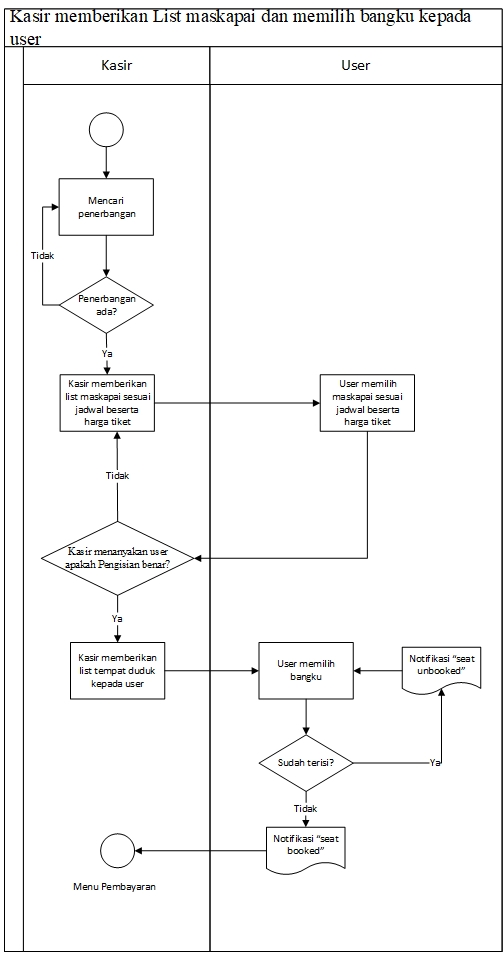 Kasir memberikan List maskapai dan memilih bangku kepada
user
Kasir
User
Mencari
penerbangan
Tidak
Penerbangan
ada?
Ya
Kasir memberikan
list maskapai sesuai
jadwal beserta
harga tiket
User memilih
maskapai sesuai
jadwal beserta
harga tiket
Tidak
Kasir menanyakan user
apakah Pengisian benar?
Ya
Kasir memberikan
list tempat duduk
kepada user
User memilih
bangku
Notifikasi “seat
unbooked”
Sudah terisi?
Ya
Tidak
Notifikasi “seat
booked”
Menu Pembayaran